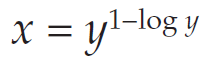 x = y^{1–log y}